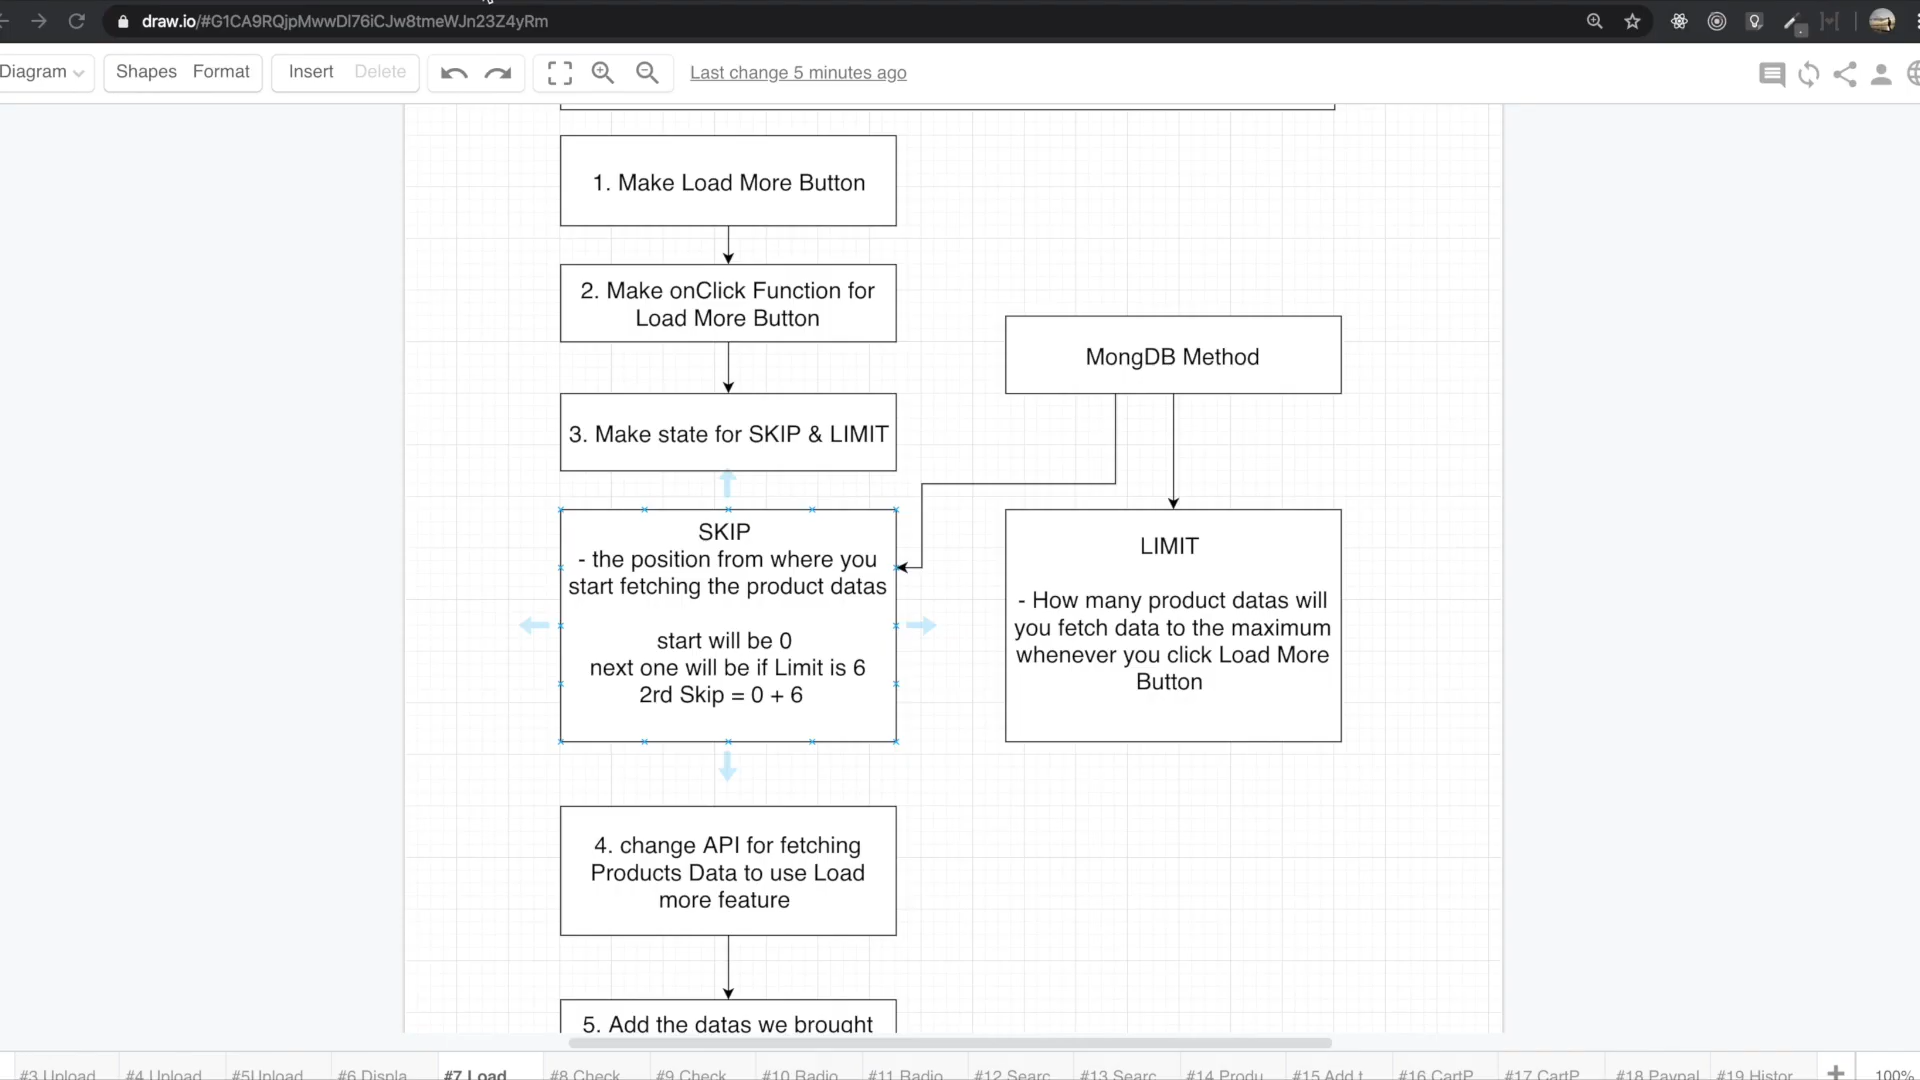 draw.io/#G1CA9RQjpMwwDl76iCJw8tmeWJn23Z4yRm
Diagram
Shapes Format
Insert Delete
Last change 5 minutes ago
1. Make Load More Button
2. Make onClick Function for
Load More Button
MongDB Method
3. Make state for SKIP & LIMIT
SKIP
- the position from where you
start fetching the product datas
start will be 0
next one will be if Limit is 6
2rd Skip = 0 + 6
LIMIT
- How many product datas will
you fetch data to the maximum
whenever you click Load More
Button
4. change API for fetching
Products Data to use Load
more feature
5. Add the datas we brought
#3 Upload #4 Upload #5Upload #6 Displa #7 Load #8 Check #9 Check #10 Radio #11 Radio #12 Searc #13 Searc #14 Produ #15 Add t #16 CartP #17 CartP #18 Paypal #19 Histor 100%